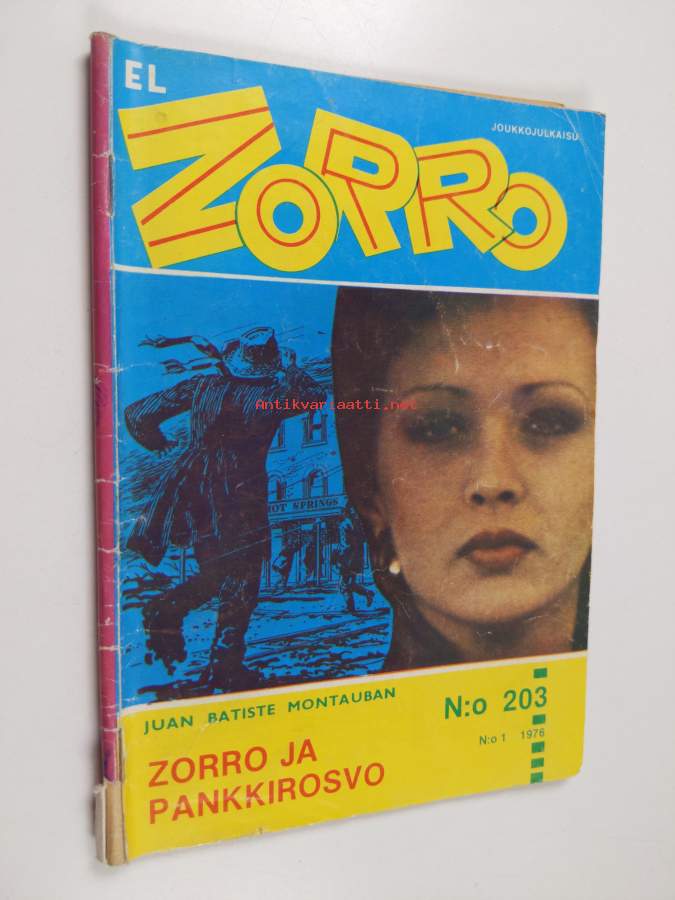 EL
ZORRO
JOUKKOJULKAISU
Antikvariaatti.net
HOT SPRINGS
JUAN BATISTE MONTAUBAN
N:o 203
N:o 1 1976
ZORRO JA
PANKKIROSVO